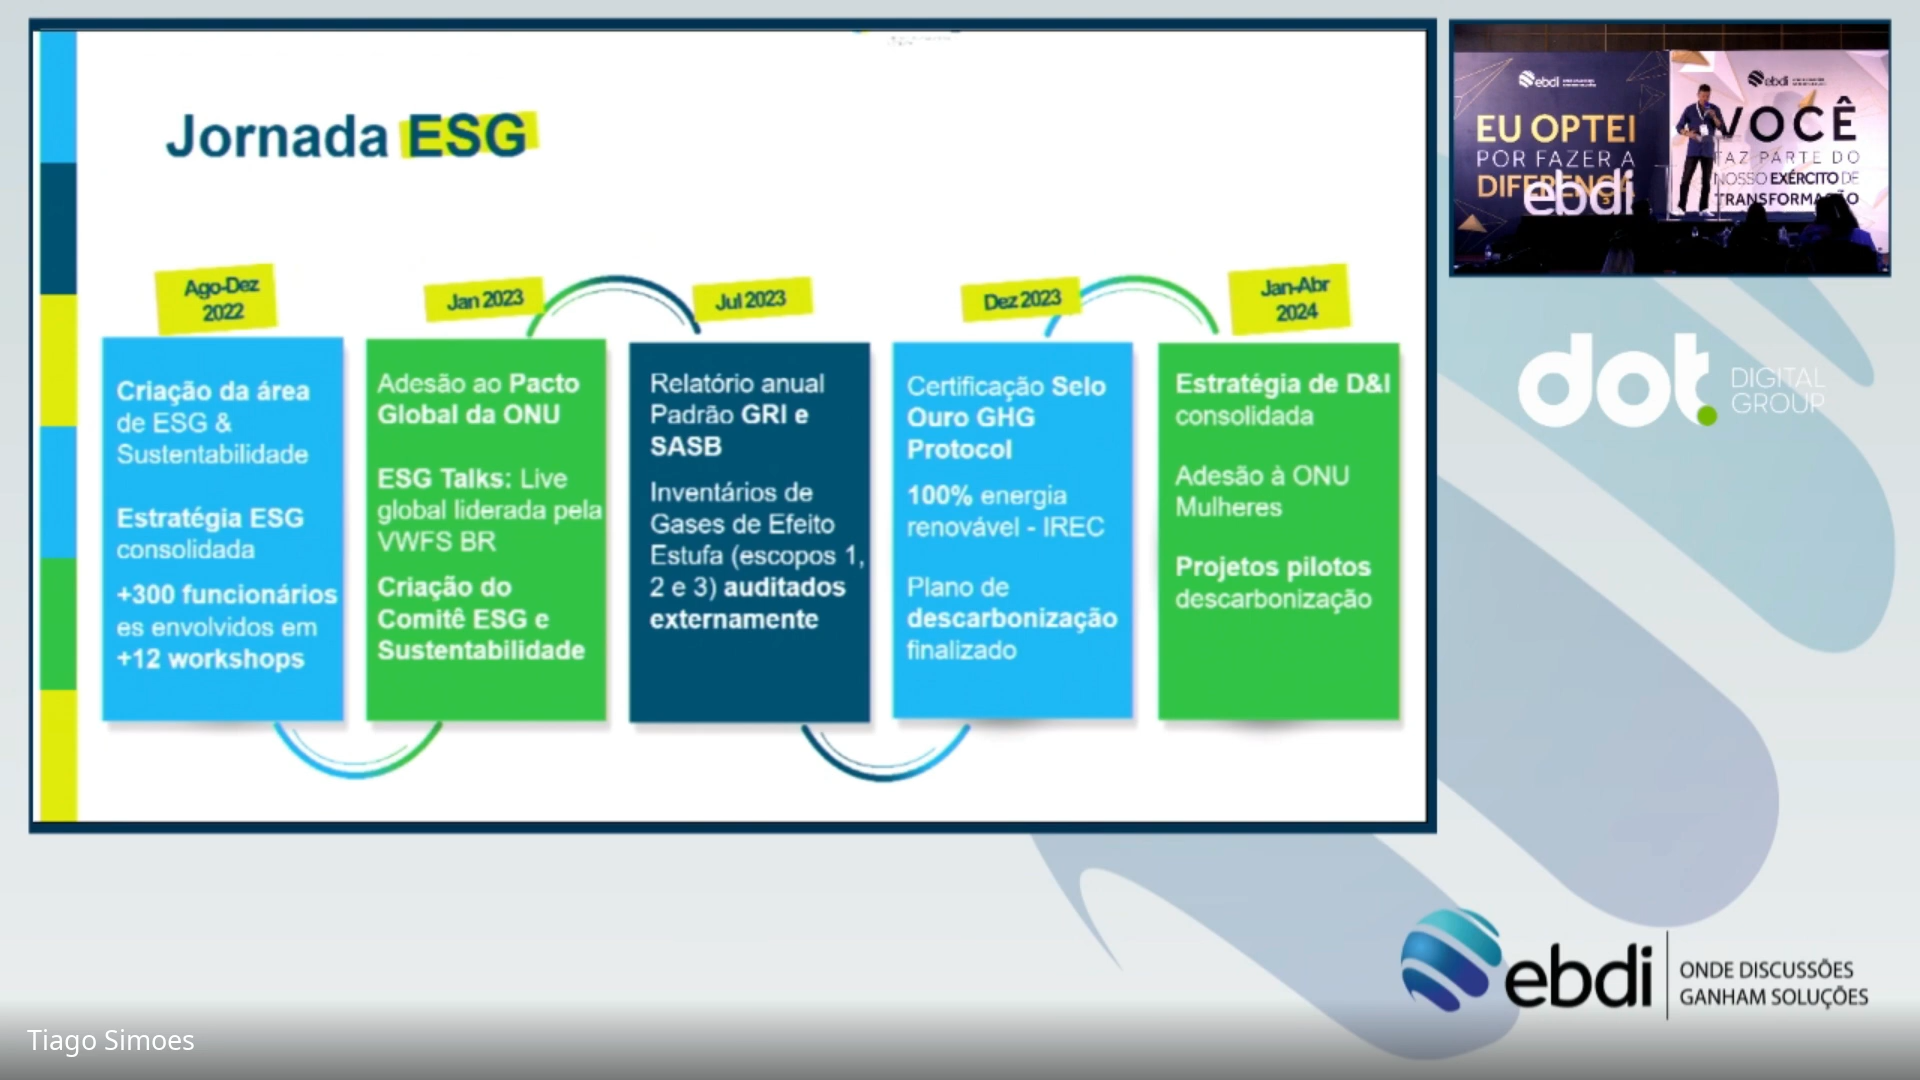 Jornada ESG
Ago-Dez
2022
Criação da área
de ESG &
Sustentabilidade
Estratégia ESG
consolidada
+300 funcionários
es envolvidos em
+12 workshops
Jan 2023
Adesão ao Pacto
Global da ONU
ESG Talks: Live
global liderada pela
VWFS BR
Criação do
Comitê ESG e
Sustentabilidade
Jul 2023
Relatório anual
Padrão GRI e
SASB
Inventários de
Gases de Efeito
Estufa (escopos 1,
2 e 3) auditados
externamente
Dez 2023
Certificação Selo
Ouro GHG
Protocol
100% energia
renovável - IREC
Plano de
descarbonização
finalizado
Jan-Abr
2024
Estratégia de D&I
consolidada
Adesão à ONU
Mulheres
Projetos pilotos
descarbonização
ebdi
EU OPTEI
POR FAZER A
DIFERENÇA
ebdi
ebdi
VOCÊ
FAZ PARTE DO
NOSSO EXÉRCITO DE
TRANSFORMAÇÃO
dot
DIGITAL
GROUP
ebdi
ONDE DISCUSSÕES
GANHAM SOLUÇÕES
Tiago Simoes